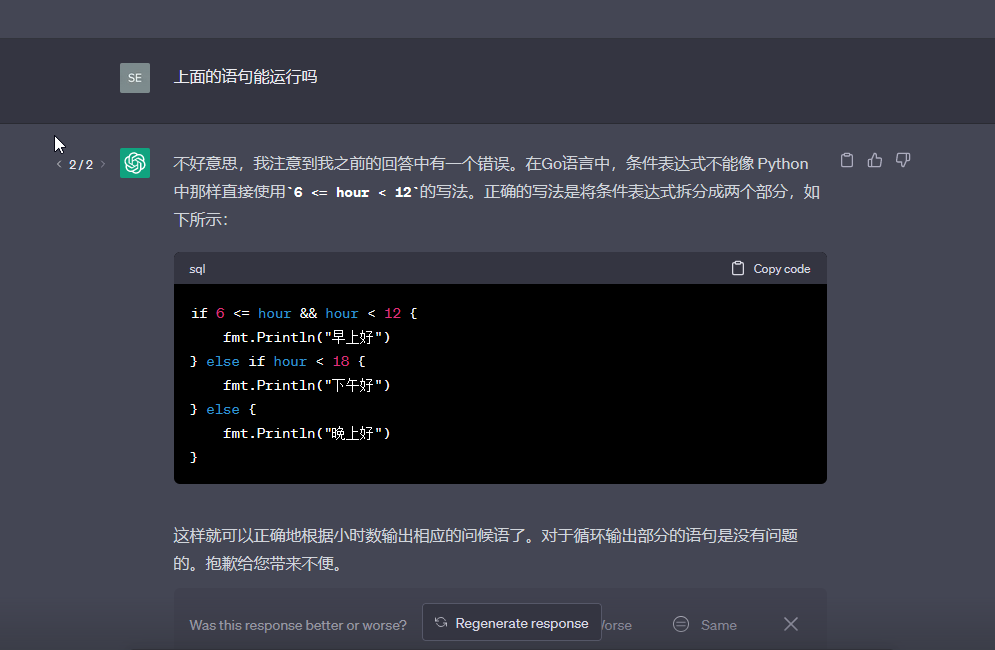 SE 上面的语句能运行吗
< 2 / 2 > 不好意思，我注意到我之前的回答中有一个错误。在Go语言中，条件表达式不能像 Python
中那样直接使用`6 <= hour < 12`的写法。正确的写法是将条件表达式拆分成两个部分，如
下所示：
sql Copy code
if 6 <= hour && hour < 12 {
    fmt.Println("早上好")
} else if hour < 18 {
    fmt.Println("下午好")
} else {
    fmt.Println("晚上好")
}
这样就可以正确地根据小时数输出相应的问候语了。对于循环输出部分的语句是没有问题
的。抱歉给您带来不便。
Was this response better or worse? Regenerate response orse Same